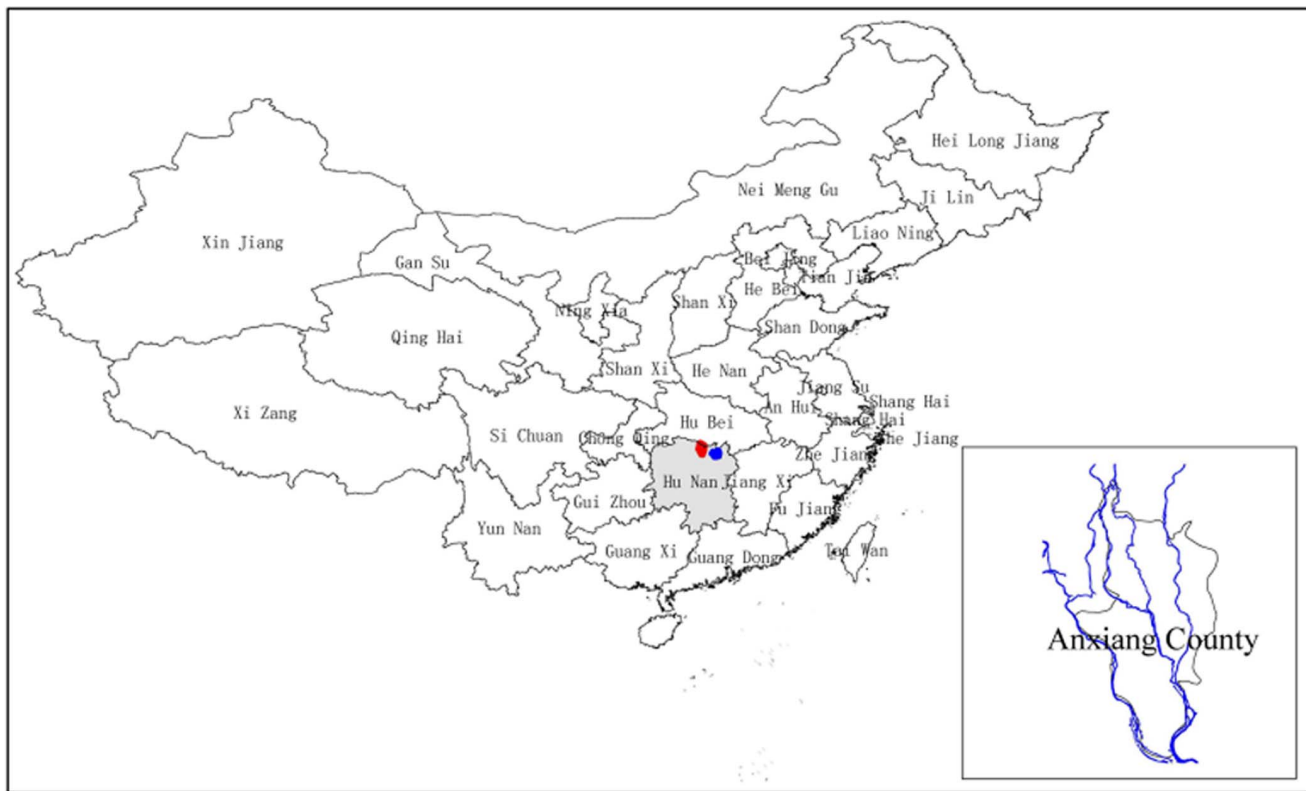 Hei Long Jiang
Nei Meng Gu
Ji Lin
Liao Ning
Xin Jiang
Gan Su
Bei Jing
Tian Jin
He Bei
Shan Xi
Ning Xia
Shan Dong
Qing Hai
Shan Xi
He Nan
Jiang Su
An Hui
Shang Hai
Xi Zang
Hu Bei
Shang Hai
Si Chuan
Chong Qing
Zhe Jiang
Zhe Jiang
Hu Nan
Jiang Xi
Gui Zhou
Fu Jian
Yun Nan
Guang Xi
Guang Dong
Tai Wan
Anxiang County